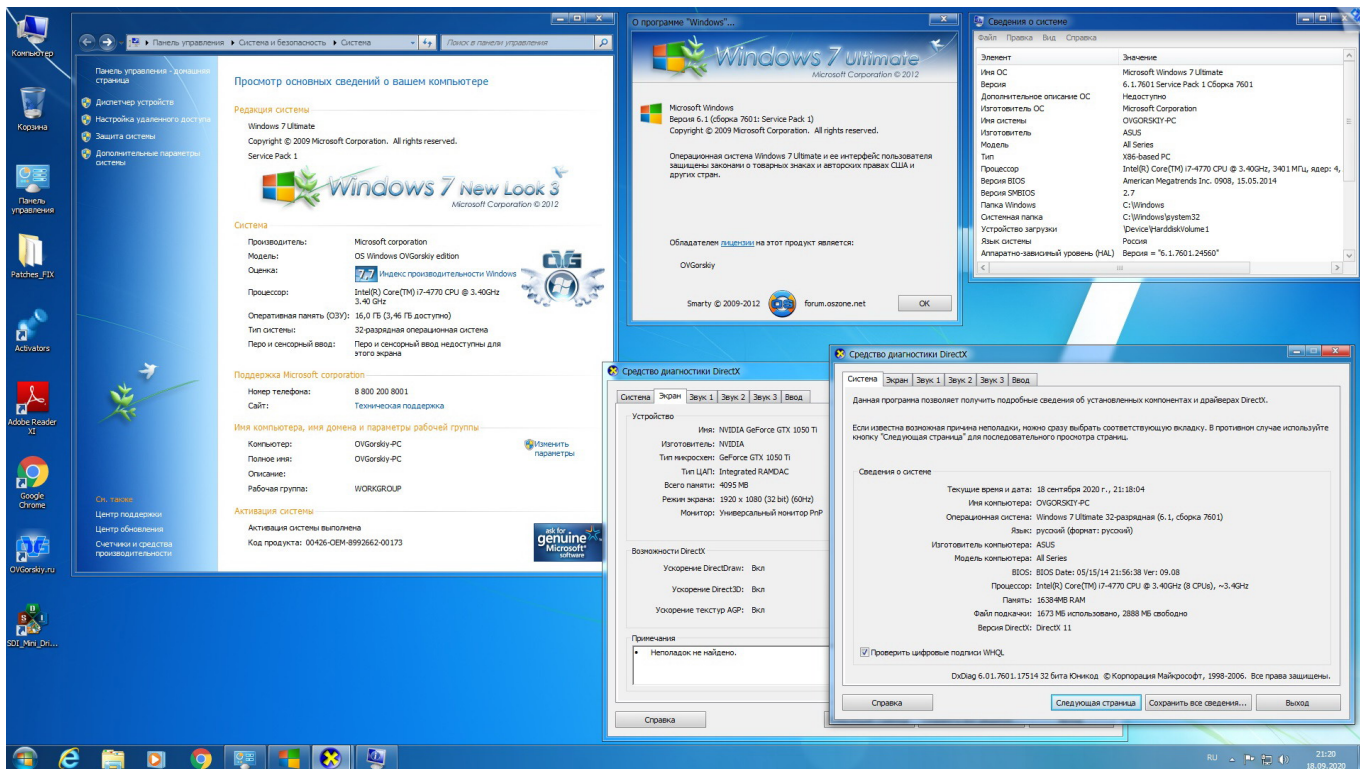 Компьютер
Корзина
Панель
управления
Patches_FIX
Activators
Adobe Reader
XI
Google
Chrome
OVGorskiy.ru
SDI_Mini_Dri...
Панель управления
Система и безопасность
Система
Поиск в панели управления
Панель управления - домашняя
страница
Диспетчер устройств
Настройка удаленного доступа
Защита системы
Дополнительные параметры
системы
См. также
Центр поддержки
Центр обновления
Счетчики и средства
производительности
Просмотр основных сведений о вашем компьютере
Редакция системы
Windows 7 Ultimate
Copyright © 2009 Microsoft Corporation. All rights reserved.
Service Pack 1
Windows 7 New Look 3
Microsoft Corporation © 2012
Система
Производитель: Microsoft corporation
Модель: OS Windows OVGorskiy edition
Оценка: 7,7 Индекс производительности Windows
Процессор: Intel(R) Core(TM) i7-4770 CPU @ 3.40GHz
3.40 GHz
Оперативная память (ОЗУ): 16,0 ГБ (3,46 ГБ доступно)
Тип системы: 32-разрядная операционная система
Перо и сенсорный ввод: Перо и сенсорный ввод недоступны для
этого экрана
OVG
Поддержка Microsoft corporation
Номер телефона: 8 800 200 8001
Сайт: Техническая поддержка
Имя компьютера, имя домена и параметры рабочей группы
Компьютер: OVGorskiy-PC
Изменить
параметры
Полное имя: OVGorskiy-PC
Описание:
Рабочая группа: WORKGROUP
Активация системы
Активация системы выполнена
Код продукта: 00426-OEM-8992662-00173
ask for
genuine
Microsoft
software
О программе "Windows"...
Windows 7 Ultimate
Microsoft Corporation © 2012
Microsoft Windows
Версия 6.1 (сборка 7601: Service Pack 1)
Copyright © 2009 Microsoft Corporation. All rights reserved.
Операционная система Windows 7 Ultimate и ее интерфейс пользователя
защищены законами о товарных знаках и авторских правах США и
других стран.
Обладателем лицензии на этот продукт является:
OVGorskiy
Smarty © 2009-2012
forum.oszone.net
OK
Сведения о системе
Файл Правка Вид Справка
Элемент Значение
Имя ОС Microsoft Windows 7 Ultimate
Версия 6.1.7601 Service Pack 1 Сборка 7601
Дополнительное описание ОС Недоступно
Изготовитель ОС Microsoft Corporation
Имя системы OVGORSKIY-PC
Изготовитель ASUS
Модель All Series
Тип X86-based PC
Процессор Intel(R) Core(TM) i7-4770 CPU @ 3.40GHz, 3401 МГц, ядер: 4,
Версия BIOS American Megatrends Inc. 0908, 15.05.2014
Версия SMBIOS 2.7
Папка Windows C:\Windows
Системная папка C:\Windows\system32
Устройство загрузки \Device\HarddiskVolume1
Язык системы Россия
Аппаратно-зависимый уровень (HAL) Версия = "6.1.7601.24560"
Средство диагностики DirectX
Система Экран Звук 1 Звук 2 Звук 3 Ввод
Устройство
Имя: NVIDIA GeForce GTX 1050 Ti
Изготовитель: NVIDIA
Тип микросхем: GeForce GTX 1050 Ti
Тип ЦАП: Integrated RAMDAC
Всего памяти: 4095 MB
Режим экрана: 1920 x 1080 (32 bit) (60Hz)
Монитор: Универсальный монитор PnP
Возможности DirectX
Ускорение DirectDraw: Вкл
Ускорение Direct3D: Вкл
Ускорение текстур AGP: Вкл
Примечания
Неполадок не найдено.
Справка
Средство диагностики DirectX
Система Экран Звук 1 Звук 2 Звук 3 Ввод
Данная программа позволяет получить подробные сведения об установленных компонентах и драйверах DirectX.
Если известна возможная причина неполадки, можно сразу выбрать соответствующую вкладку. В противном случае используйте
кнопку "Следующая страница" для последовательного просмотра страниц.
Сведения о системе
Текущие время и дата: 18 сентября 2020 г., 21:18:04
Имя компьютера: OVGORSKIY-PC
Операционная система: Windows 7 Ultimate 32-разрядная (6.1, сборка 7601)
Язык: русский (формат: русский)
Изготовитель компьютера: ASUS
Модель компьютера: All Series
BIOS: BIOS Date: 05/15/14 21:56:38 Ver: 09.08
Процессор: Intel(R) Core(TM) i7-4770 CPU @ 3.40GHz (8 CPUs), ~3.4GHz
Память: 16384MB RAM
Файл подкачки: 1673 МБ использовано, 2888 МБ свободно
Версия DirectX: DirectX 11
Проверить цифровые подписи WHQL
DxDiag 6.01.7601.17514 32 бита Юникод © Корпорация Майкрософт, 1998-2006. Все права защищены.
Справка
Следующая страница
Сохранить все сведения...
Выход
RU
21:20
18.09.2020